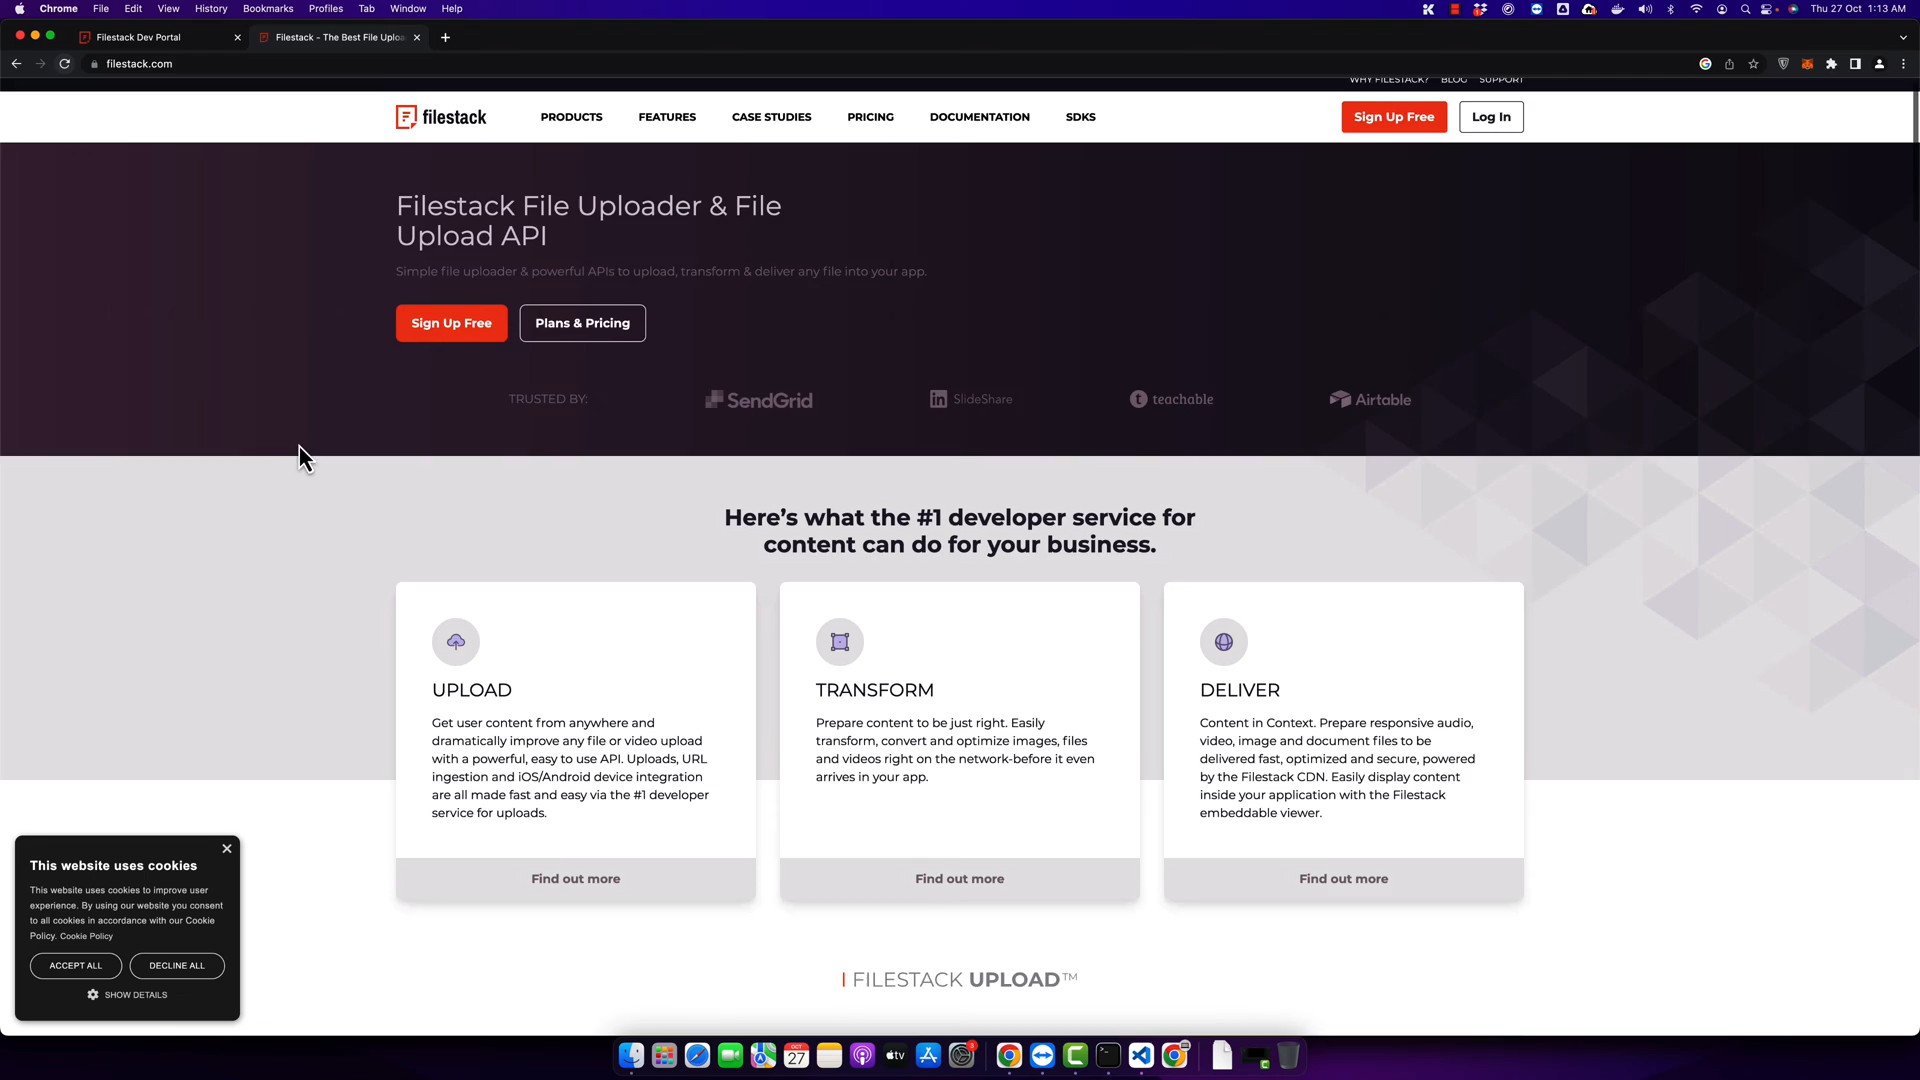 Chrome File Edit View History Bookmarks Profiles Tab Window Help
Thu 27 Oct 1:13 AM
Filestack Dev Portal
Filestack - The Best File Uploa
filestack.com
WHY FILESTACK? BLOG SUPPORT
filestack
PRODUCTS FEATURES CASE STUDIES PRICING DOCUMENTATION SDKS
Sign Up Free Log In
Filestack File Uploader & File
Upload API
Simple file uploader & powerful APIs to upload, transform & deliver any file into your app.
Sign Up Free Plans & Pricing
TRUSTED BY: SendGrid in SlideShare t teachable Airtable
Here's what the #1 developer service for
content can do for your business.
UPLOAD
Get user content from anywhere and
dramatically improve any file or video upload
with a powerful, easy to use API. Uploads, URL
ingestion and iOS/Android device integration
are all made fast and easy via the #1 developer
service for uploads.
Find out more
TRANSFORM
Prepare content to be just right. Easily
transform, convert and optimize images, files
and videos right on the network-before it even
arrives in your app.
Find out more
DELIVER
Content in Context. Prepare responsive audio,
video, image and document files to be
delivered fast, optimized and secure, powered
by the Filestack CDN. Easily display content
inside your application with the Filestack
embeddable viewer.
Find out more
This website uses cookies
This website uses cookies to improve user
experience. By using our website you consent
to all cookies in accordance with our Cookie
Policy. Cookie Policy
ACCEPT ALL DECLINE ALL
SHOW DETAILS
FILESTACK UPLOAD™
OCT
27
tv
3